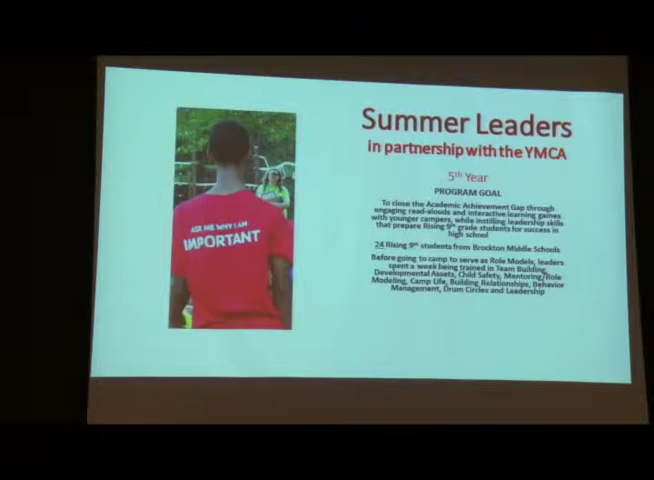 ASK ME WHY I AM
IMPORTANT
Summer Leaders
in partnership with the YMCA
5th Year
PROGRAM GOAL
To close the Academic Achievement Gap through
engaging read-alouds and interactive learning games
with younger campers, while instilling leadership skills
that prepare Rising 9th grade students for success in
high school
24 Rising 9th students from Brockton Middle Schools
Before going to camp to serve as Role Models, leaders
spent a week being trained in Team Building,
Developmental Assets, Child Safety, Mentoring/Role
Modeling, Camp Life, Building Relationships, Behavior
Management, Drum Circles and Leadership